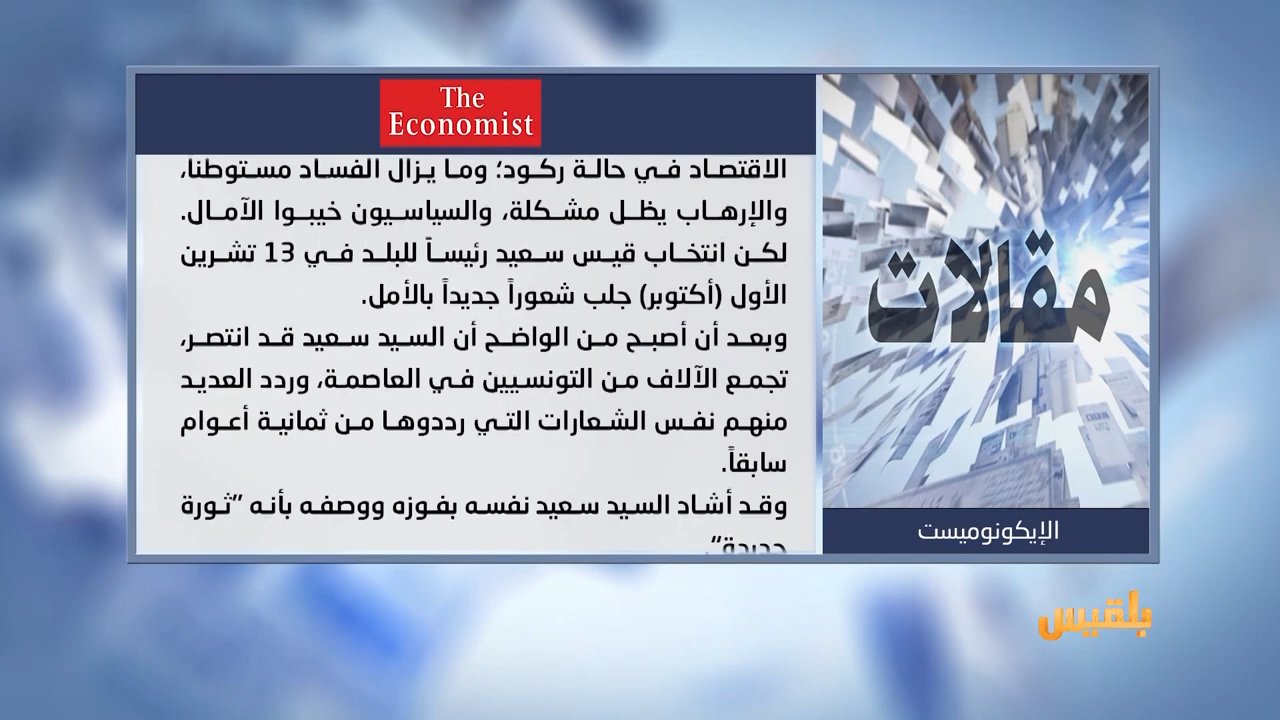 The
Economist
الاقتصاد في حالة ركود؛ وما يزال الفساد مستوطناً،
والإرهاب يظل مشكلة، والسياسيون خيبوا الآمال.
لكن انتخاب قيس سعيد رئيساً للبلد في 13 تشرين
الأول (أكتوبر) جلب شعوراً جديداً بالأمل.
وبعد أن أصبح من الواضح أن السيد سعيد قد انتصر،
تجمع الآلاف من التونسيين في العاصمة، وردد العديد
منهم نفس الشعارات التي رددوها من ثمانية أعوام
سابقاً.
وقد أشاد السيد سعيد نفسه بفوزه ووصفه بأنه "ثورة
جديدة".
مقالات
الإيكونوميست
بلقيس